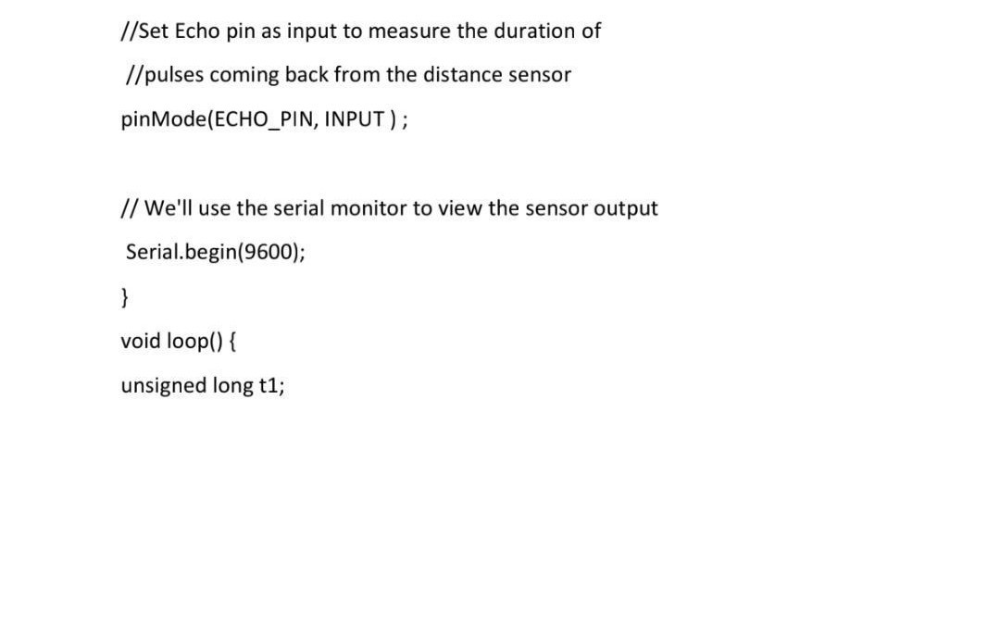 //Set Echo pin as input to measure the duration of
//pulses coming back from the distance sensor
pinMode(ECHO_PIN, INPUT ) ;
// We'll use the serial monitor to view the sensor output
Serial.begin(9600);
}
void loop() {
unsigned long t1;